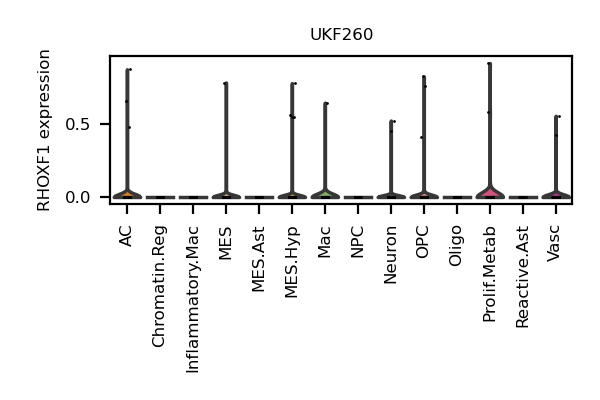 UKF260
RHOXF1 expression
0.5
0.0
AC
Chromatin.Reg
Inflammatory.Mac
MES
MES.Ast
MES.Hyp
Mac
NPC
Neuron
OPC
Oligo
Prolif.Metab
Reactive.Ast
Vasc